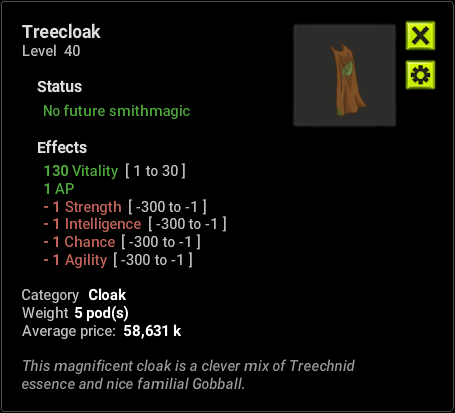 Treecloak
Level 40
Status
No future smithmagic
Effects
130 Vitality [ 1 to 30 ]
1 AP
- 1 Strength [ -300 to -1 ]
- 1 Intelligence [ -300 to -1 ]
- 1 Chance [ -300 to -1 ]
- 1 Agility [ -300 to -1 ]
Category Cloak
Weight 5 pod(s)
Average price: 58,631 k
This magnificent cloak is a clever mix of Treechnid
essence and nice familial Gobball.